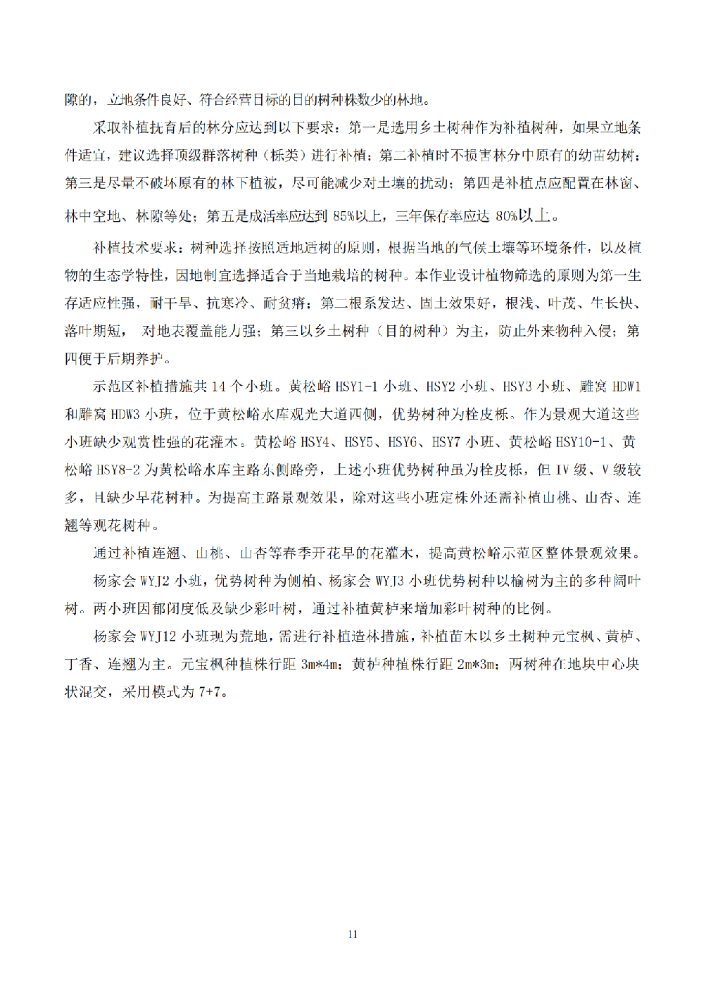 隙的，立地条件良好、符合经营目标的目的树种株数少的林地。
采取补植抚育后的林分应达到以下要求：第一是选用乡土树种作为补植树种，如果立地条
件适宜，建议选择顶级群落树种（栎类）进行补植；第二补植时不损害林分中原有的幼苗幼树；
第三是尽量不破坏原有的林下植被，尽可能减少对土壤的扰动；第四是补植点应配置在林窗、
林中空地、林隙等处；第五是成活率应达到 85%以上，三年保存率应达 80%以上。
补植技术要求：树种选择按照适地适树的原则，根据当地的气候土壤等环境条件，以及植
物的生态学特性，因地制宜选择适合于当地栽培的树种。本作业设计植物筛选的原则为第一生
存适应性强，耐干旱、抗寒冷、耐贫瘠；第二根系发达、固土效果好，根浅、叶茂、生长快、
落叶期短， 对地表覆盖能力强；第三以乡土树种（目的树种）为主，防止外来物种入侵；第
四便于后期养护。
示范区补植措施共 14 个小班。黄松峪 HSY1-1 小班、HSY2 小班、HSY3 小班、雕窝 HDW1
和雕窝 HDW3 小班，位于黄松峪水库观光大道西侧，优势树种为栓皮栎。作为景观大道这些
小班缺少观赏性强的花灌木。黄松峪 HSY4、HSY5、HSY6、HSY7 小班、黄松峪 HSY10-1、黄
松峪 HSY8-2 为黄松峪水库主路东侧路旁，上述小班优势树种虽为栓皮栎，但 IV 级、V 级较
多，且缺少早花树种。为提高主路景观效果，除对这些小班定株外还需补植山桃、山杏、连
翘等观花树种。
通过补植连翘、山桃、山杏等春季开花早的花灌木，提高黄松峪示范区整体景观效果。
杨家会 WYJ2 小班，优势树种为侧柏、杨家会 WYJ3 小班优势树种以榆树为主的多种阔叶
树。两小班因郁闭度低及缺少彩叶树，通过补植黄栌来增加彩叶树种的比例。
杨家会 WYJ12 小班现为荒地，需进行补植造林措施，补植苗木以乡土树种元宝枫、黄栌、
丁香、连翘为主。元宝枫种植株行距 3m*4m；黄栌种植株行距 2m*3m；两树种在地块中心块
状混交，采用模式为 7+7。
11